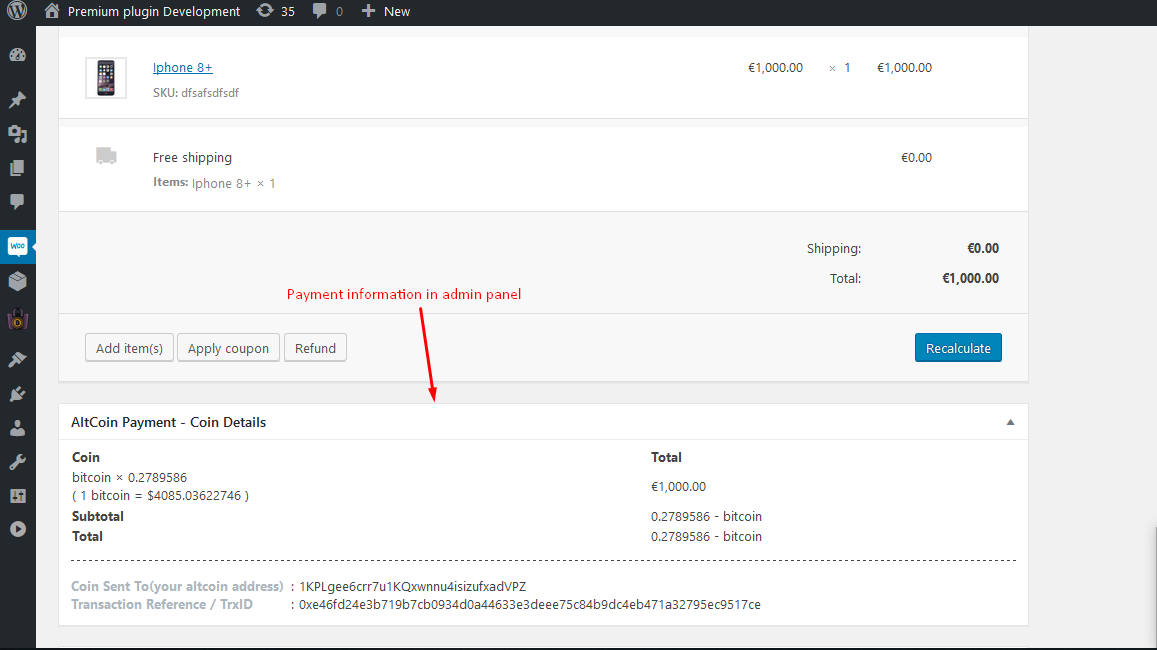 Premium plugin Development 35 0 New
Iphone 8+ €1,000.00 × 1 €1,000.00
SKU: dfsafsdfsdf
Free shipping €0.00
Items: Iphone 8+ × 1
Woo
Shipping: €0.00
Total: €1,000.00
Payment information in admin panel
Add item(s) Apply coupon Refund Recalculate
AltCoin Payment - Coin Details
Coin Total
bitcoin × 0.2789586
€1,000.00
( 1 bitcoin = $4085.03622746 )
Subtotal 0.2789586 - bitcoin
Total 0.2789586 - bitcoin
Coin Sent To(your altcoin address) : 1KPLgee6crr7u1KQxwnnu4isizufxadVPZ
Transaction Reference / TrxID : 0xe46fd24e3b719b7cb0934d0a44633e3deee75c84b9dc4eb471a32795ec9517ce